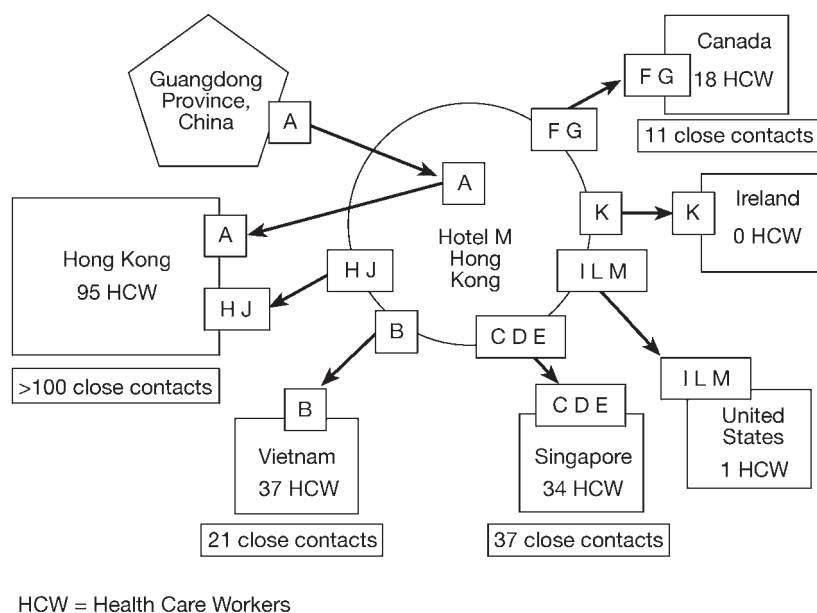 Guangdong
Province,
China
A
A
Hotel M
Hong
Kong
F G
F G
Canada
18 HCW
11 close contacts
K
K
Ireland
0 HCW
I L M
I L M
United
States
1 HCW
C D E
C D E
Singapore
34 HCW
37 close contacts
B
B
Vietnam
37 HCW
21 close contacts
A
H J
H J
Hong Kong
95 HCW
>100 close contacts
HCW = Health Care Workers